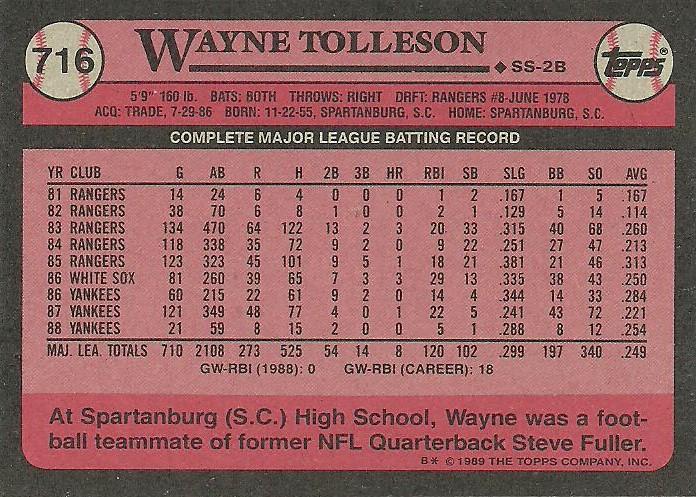 716
WAYNE TOLLESON
SS-2B
TOPPS
5'9" 160 lb. BATS: BOTH THROWS: RIGHT DRFT: RANGERS #8-JUNE 1978
ACQ: TRADE, 7-29-86 BORN: 11-22-55, SPARTANBURG, S.C. HOME: SPARTANBURG, S.C.
COMPLETE MAJOR LEAGUE BATTING RECORD
YR CLUB G AB R H 2B 3B HR RBI SB SLG BB SO AVG
81 RANGERS 14 24 6 4 0 0 0 1 2 .167 1 5 .167
82 RANGERS 38 70 6 8 1 0 0 2 1 .129 5 14 .114
83 RANGERS 134 470 64 122 13 2 3 20 33 .315 40 68 .260
84 RANGERS 118 338 35 72 9 2 0 9 22 .251 27 47 .213
85 RANGERS 123 323 45 101 9 5 1 18 21 .381 21 46 .313
86 WHITE SOX 81 260 39 65 7 3 3 29 13 .335 38 43 .250
86 YANKEES 60 215 22 61 9 2 0 14 4 .344 14 33 .284
87 YANKEES 121 349 48 77 4 0 1 22 5 .241 43 72 .221
88 YANKEES 21 59 8 15 2 0 0 5 1 .288 8 12 .254
MAJ. LEA. TOTALS 710 2108 273 525 54 14 8 120 102 .299 197 340 .249
GW-RBI (1988): 0 GW-RBI (CAREER): 18
At Spartanburg (S.C.) High School, Wayne was a foot-
ball teammate of former NFL Quarterback Steve Fuller.
B* © 1989 THE TOPPS COMPANY, INC.